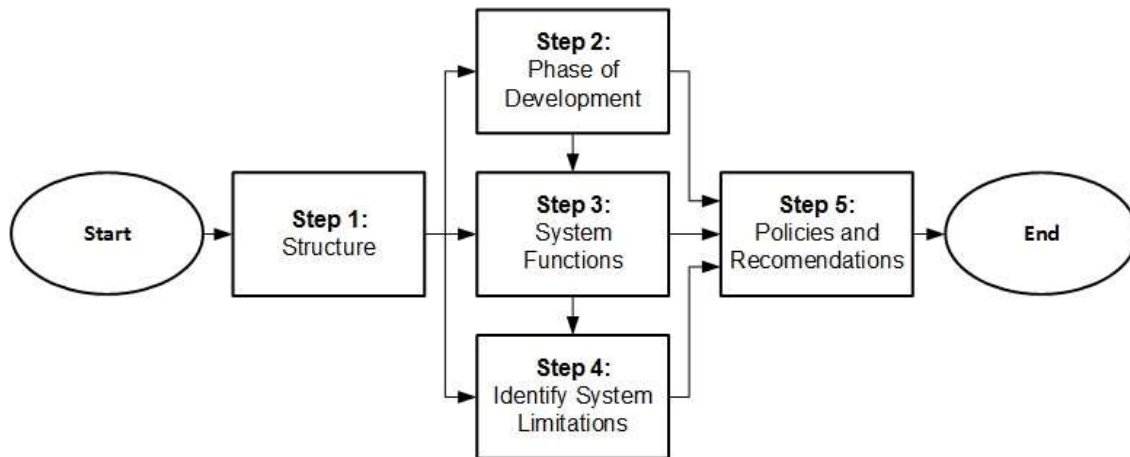 Start
Step 1:
Structure
Step 2:
Phase of
Development
Step 3:
System
Functions
Step 4:
Identify System
Limitations
Step 5:
Policies and
Recomendations
End